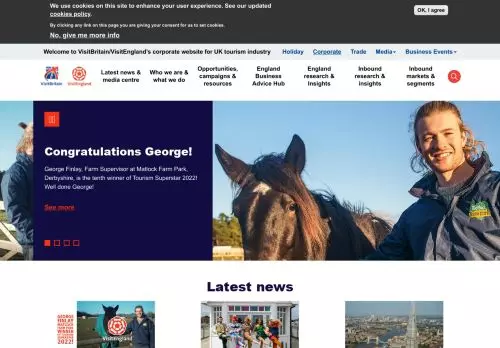 We use cookies on this site to enhance your user experience. See our updated
cookies policy.
By clicking any link on this page you are giving your consent for us to set cookies.
No, give me more info
OK, I agree
Welcome to VisitBritain/VisitEngland's corporate website for UK tourism industry
Holiday
Corporate
Trade
Media
Business Events
VisitBritain
VisitEngland
Latest news &
media centre
Who we are &
what we do
Opportunities,
campaigns &
resources
England
Business
Advice Hub
England
research &
insights
Inbound
research &
insights
Inbound
markets &
segments
Congratulations George!
George Finlay, Farm Supervisor at Matlock Farm Park,
Derbyshire, is the tenth winner of Tourism Superstar 2022!
Well done George!
See more
Latest news
GEORGE
FINLEY
MATLOCK
FARM PARK
WINNER
2022!
VisitEngland